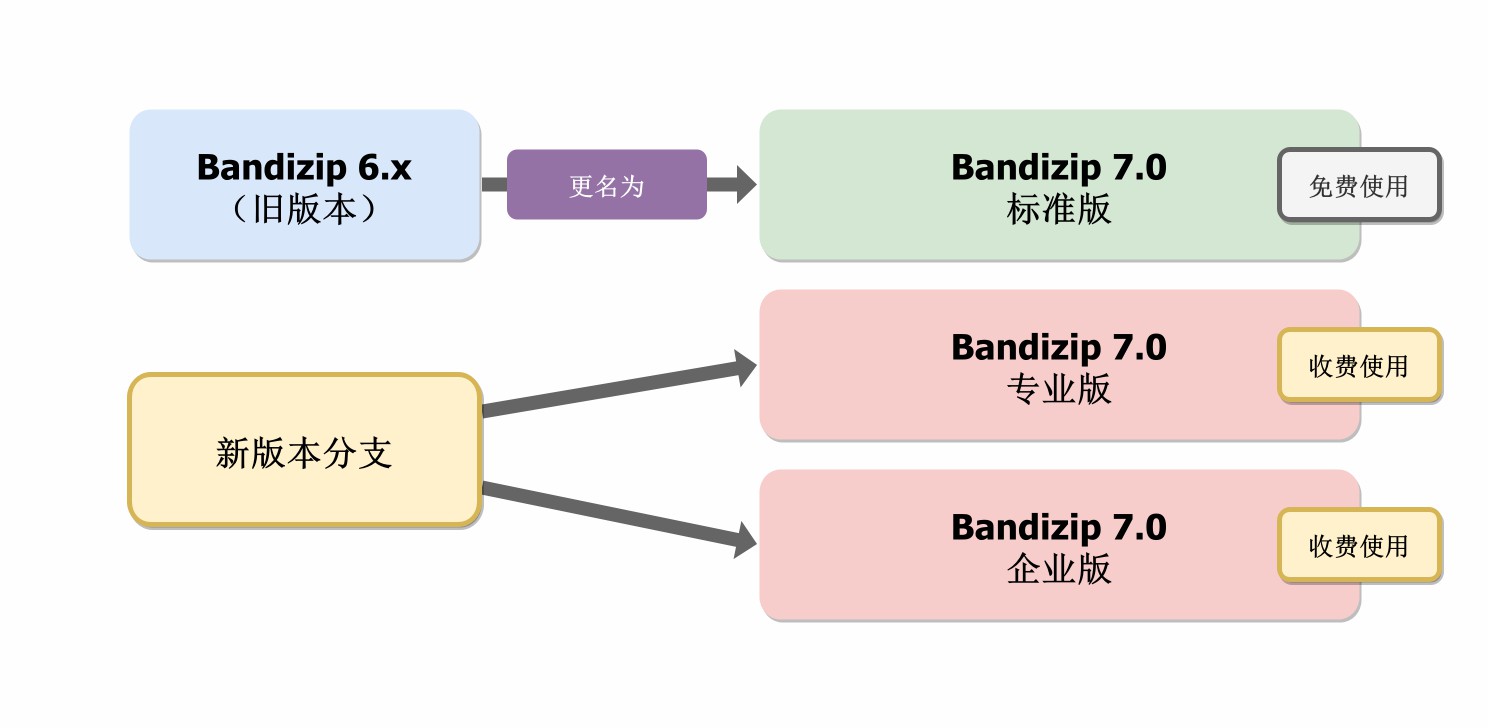 Bandizip 6.x
（旧版本）
更名为
Bandizip 7.0
标准版
免费使用
Bandizip 7.0
专业版
收费使用
新版本分支
Bandizip 7.0
企业版
收费使用